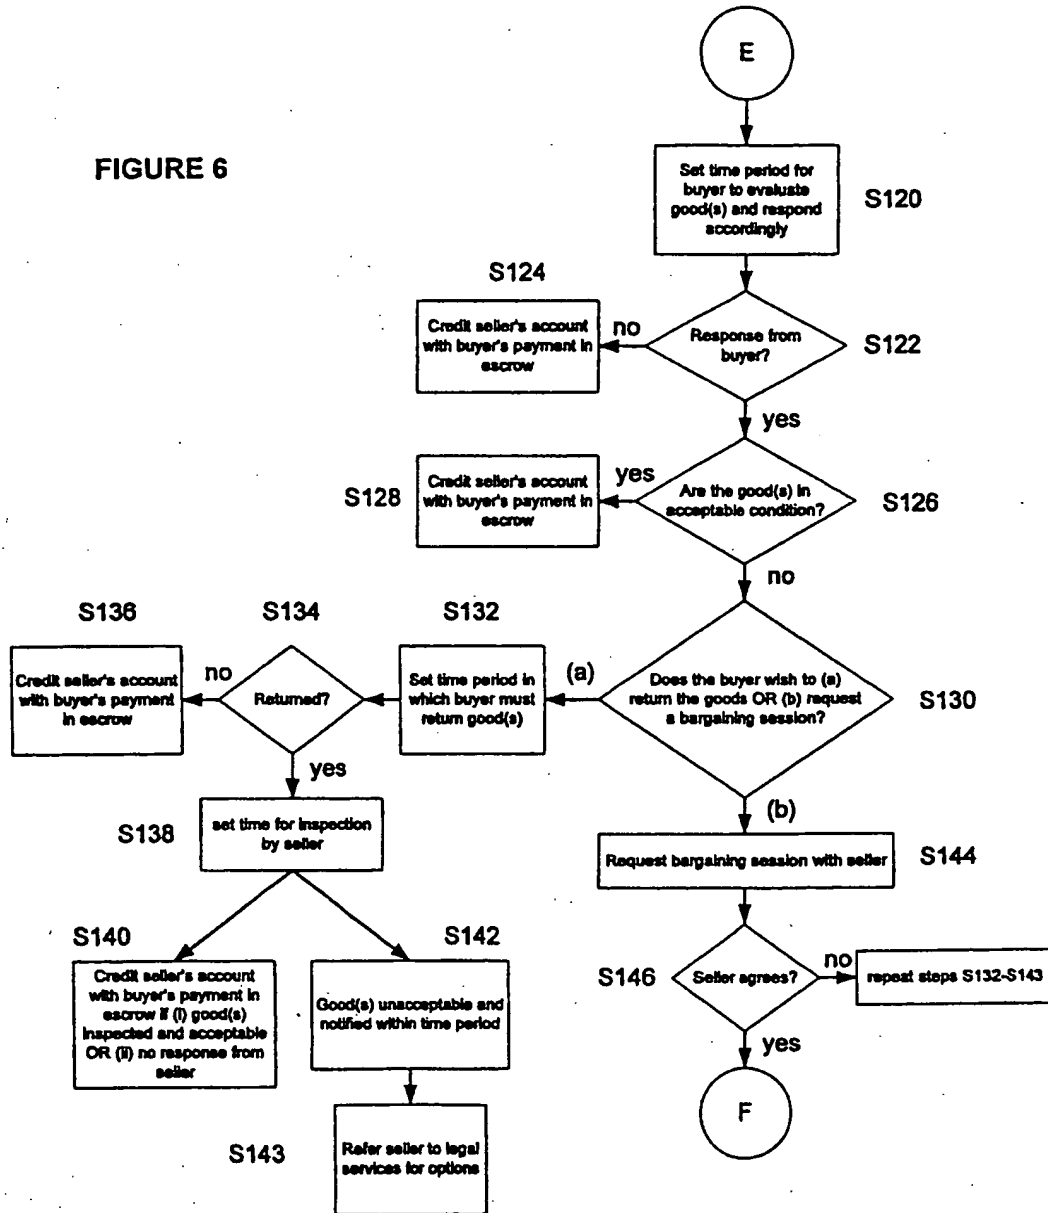 E
FIGURE 6
Set time period for
buyer to evaluate
good(s) and respond
accordingly
S120
S124
Credit seller's account
with buyer's payment in
escrow
no
Response from
buyer?
S122
yes
S128
Credit seller's account
with buyer's payment in
escrow
yes
Are the good(s) in
acceptable condition?
S126
no
S136
S134
S132
Credit seller's account
with buyer's payment
in escrow
no
Returned?
Set time period in
which buyer must
return good(s)
(a)
Does the buyer wish to (a)
return the goods OR (b) request
a bargaining session?
S130
yes
(b)
S138
set time for inspection
by seller
Request bargaining session with seller
S144
S140
S142
Credit seller's account
with buyer's payment in
escrow if (i) good(s)
inspected and acceptable
OR (ii) no response from
seller
Good(s) unacceptable and
notified within time period
S146
Seller agrees?
no
repeat steps S132-S143
yes
F
S143
Refer seller to legal
services for options